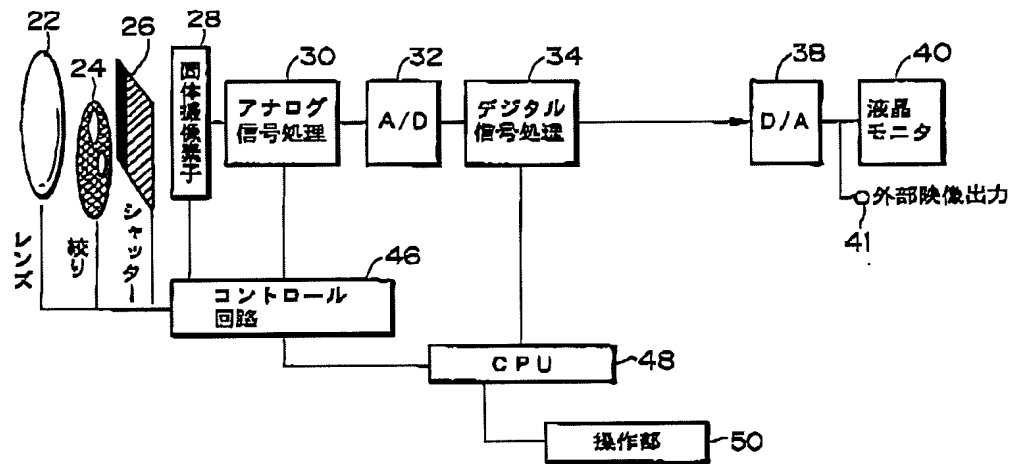 22
24
26
28
30
32
34
38
40
固体撮像素子
アナログ
信号処理
A/D
デジタル
信号処理
D/A
液晶
モニタ
外部映像出力
41
レンズ
絞り
シャッター
46
コントロール
回路
CPU
48
操作部
50